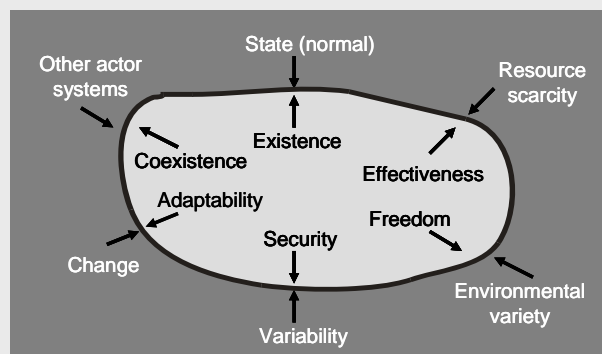 State (normal)
Other actor
systems
Resource
scarcity
Existence
Coexistence
Effectiveness
Adaptability
Freedom
Security
Change
Environmental
variety
Variability